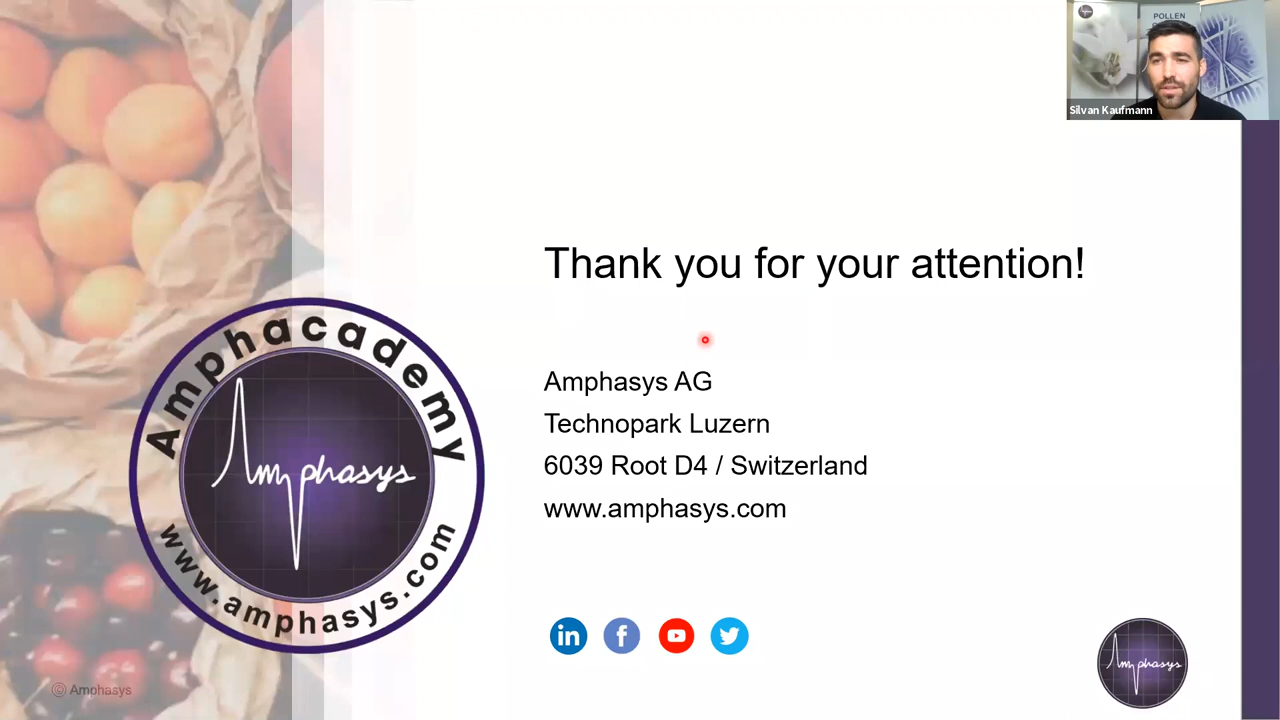 POLLEN
Silvan Kaufmann
Thank you for your attention!
Amphasys AG
Technopark Luzern
6039 Root D4 / Switzerland
www.amphasys.com
Amphacademy
Amphasys
www.amphasys.com
in f
Amphasys
© Amphasys